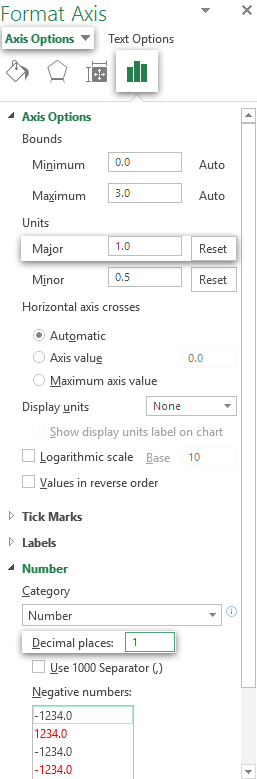 Format Axis
Axis Options Text Options
Axis Options
Bounds
Minimum 0.0 Auto
Maximum 3.0 Auto
Units
Major 1.0 Reset
Minor 0.5 Reset
Horizontal axis crosses
Automatic
Axis value 0.0
Maximum axis value
Display units None
Show display units label on chart
Logarithmic scale Base 10
Values in reverse order
Tick Marks
Labels
Number
Category
Number
Decimal places: 1
Use 1000 Separator (,)
Negative numbers:
-1234.0
1234.0
-1234.0
-1234.0